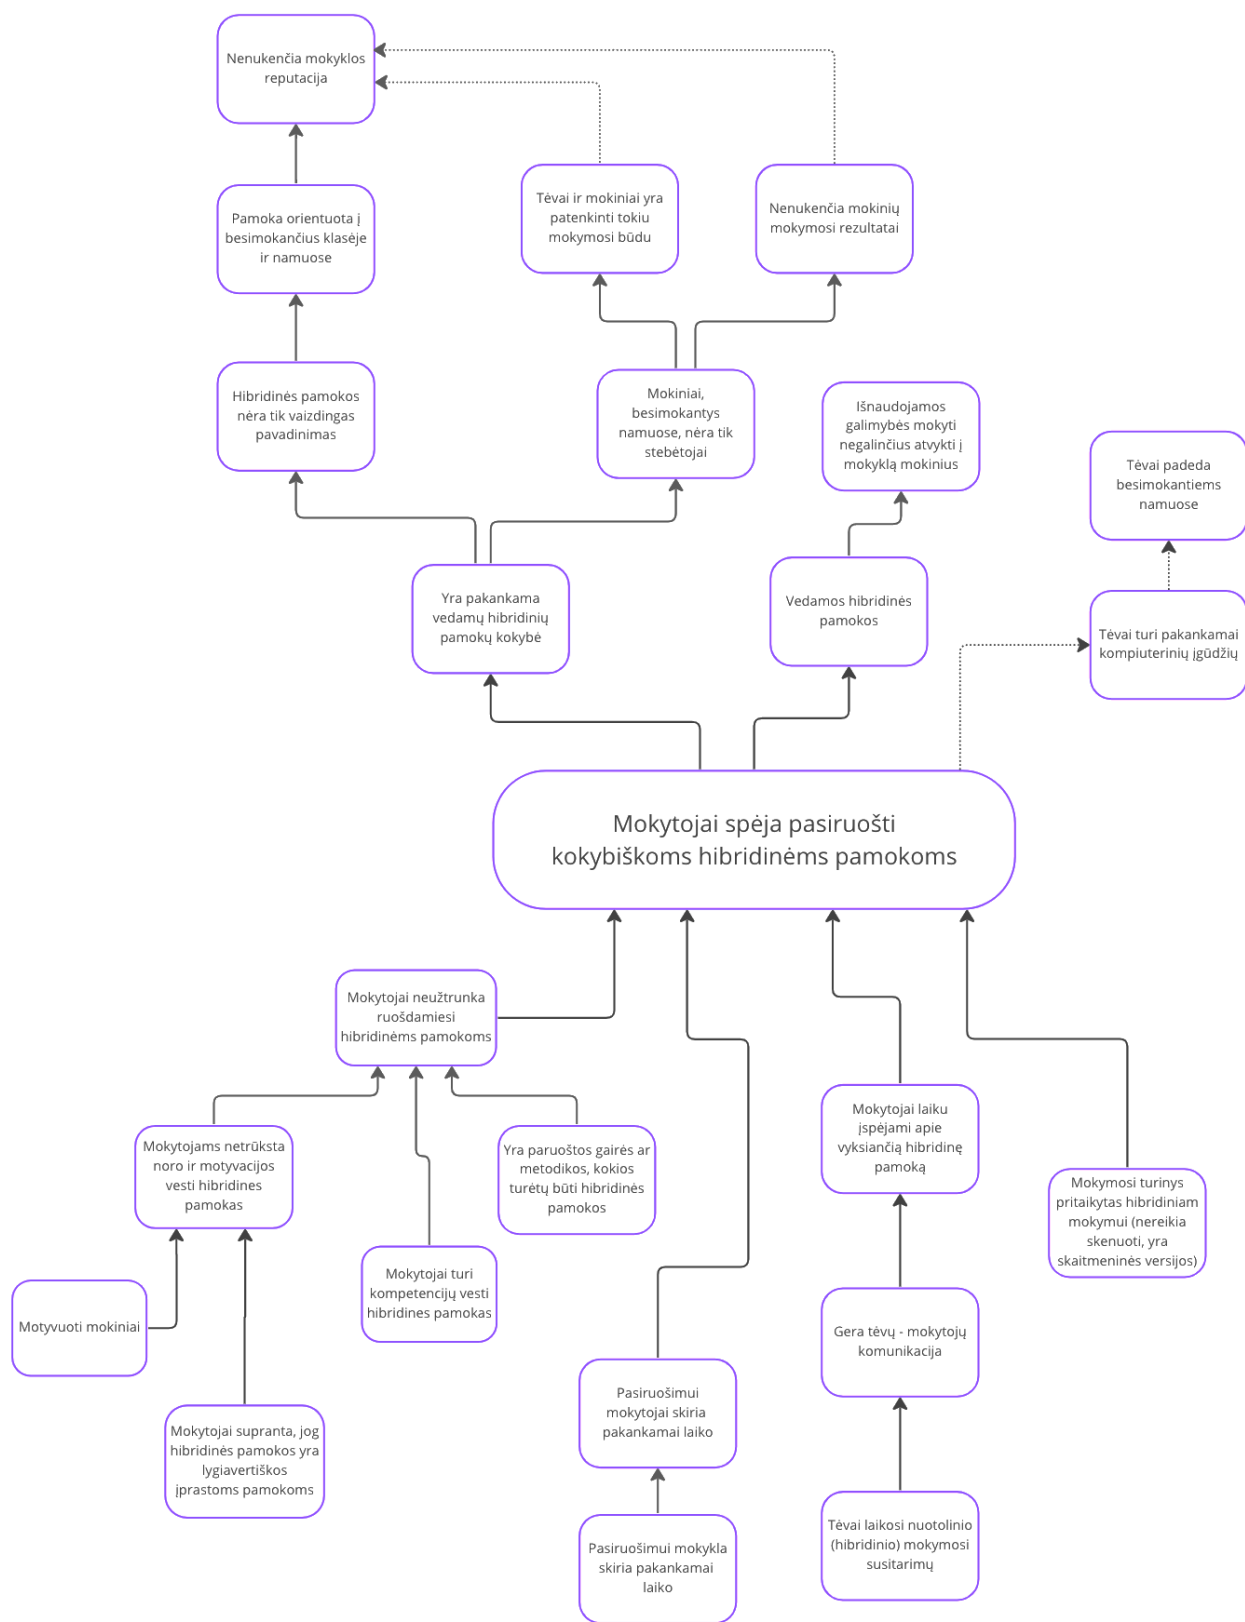 Nenukenčia mokyklos
reputacija
Tėvai ir mokiniai yra
patenkinti tokiu
mokymosi būdu
Nenukenčia mokinių
mokymosi rezultatai
Pamoka orientuota į
besimokančius klasėje
ir namuose
Hibridinės pamokos
nėra tik vaizdingas
pavadinimas
Mokiniai,
besimokantys
namuose, nėra tik
stebėtojai
Išnaudojamos
galimybės mokyti
negalinčius atvykti į
mokyklą mokinius
Tėvai padeda
besimokantiems
namuose
Yra pakankama
vedamų hibridinių
pamokų kokybė
Vedamos hibridinės
pamokos
Tėvai turi pakankamai
kompiuterinių įgūdžių
Mokytojai spėja pasiruošti
kokybiškoms hibridinėms pamokoms
Mokytojai neužtrunka
ruošdamiesi
hibridinėms pamokoms
Mokytojai laiku
įspėjami apie
vyksiančią hibridinę
pamoką
Mokytojams netrūksta
noro ir motyvacijos
vesti hibridines
pamokas
Yra paruoštos gairės ar
metodikos, kokios
turėtų būti hibridinės
pamokos
Mokymosi turinys
pritaikytas hibridiniam
mokymui (nereikia
skenuoti, yra
skaitmeninės versijos)
Mokytojai turi
kompetencijų vesti
hibridines pamokas
Motyvuoti mokiniai
Gera tėvų - mokytojų
komunikacija
Pasiruošimui
mokytojai skiria
pakankamai laiko
Mokytojai supranta, jog
hibridinės pamokos yra
lygiavertiškos
įprastoms pamokoms
Tėvai laikosi nuotolinio
(hibridinio) mokymosi
susitarimų
Pasiruošimui mokykla
skiria pakankamai
laiko